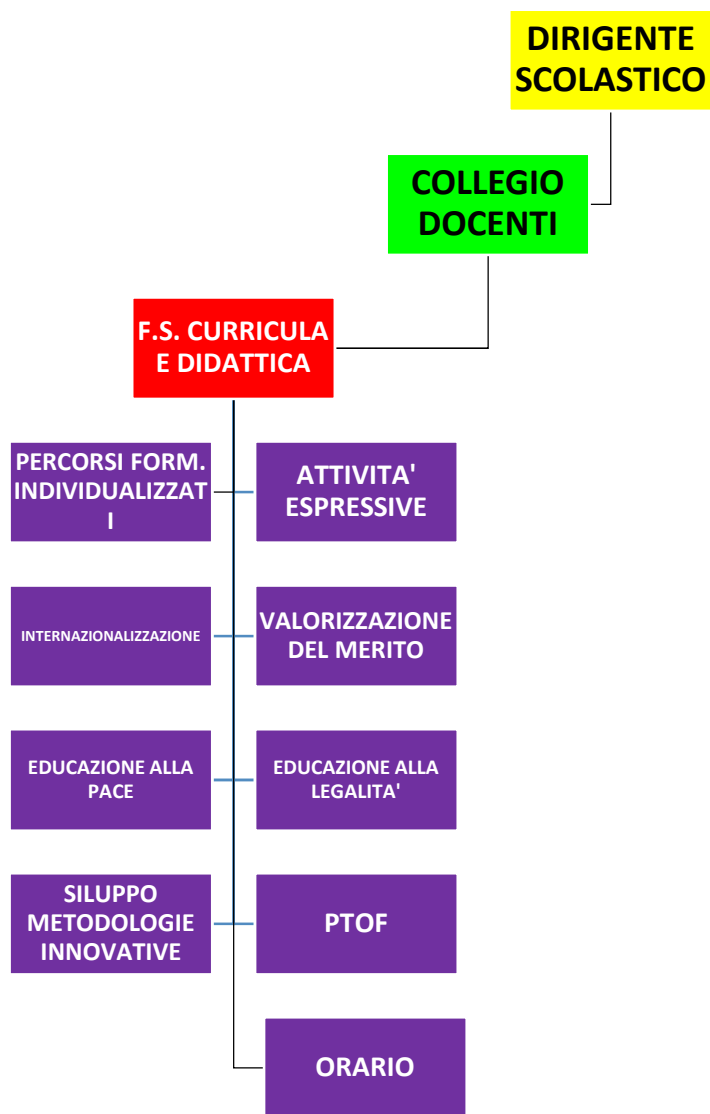 DIRIGENTE
SCOLASTICO
COLLEGIO
DOCENTI
F.S. CURRICULA
E DIDATTICA
PERCORSI FORM.
INDIVIDUALIZZAT
I
ATTIVITA'
ESPRESSIVE
INTERNAZIONALIZZAZIONE
VALORIZZAZIONE
DEL MERITO
EDUCAZIONE ALLA
PACE
EDUCAZIONE ALLA
LEGALITA'
SILUPPO
METODOLOGIE
INNOVATIVE
PTOF
ORARIO